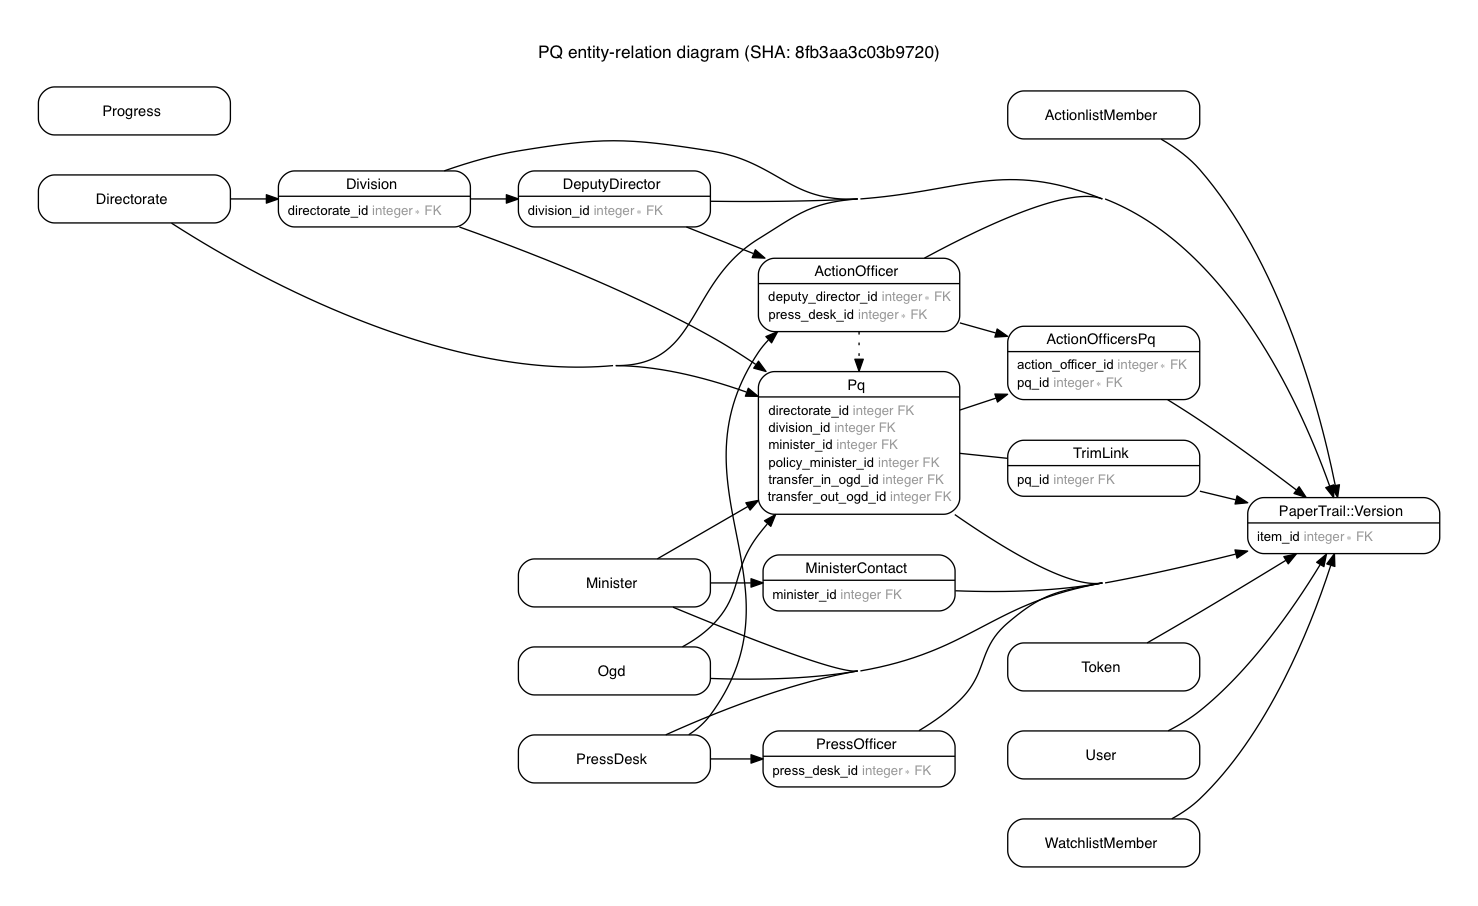 PQ entity-relation diagram (SHA: 8fb3aa3c03b9720)
Progress
ActionlistMember
Directorate
Division
directorate_id integer ∗ FK
DeputyDirector
division_id integer ∗ FK
ActionOfficer
deputy_director_id integer ∗ FK
press_desk_id integer ∗ FK
ActionOfficersPq
action_officer_id integer ∗ FK
pq_id integer ∗ FK
Pq
directorate_id integer FK
division_id integer FK
minister_id integer FK
policy_minister_id integer FK
transfer_in_ogd_id integer FK
transfer_out_ogd_id integer FK
TrimLink
pq_id integer FK
PaperTrail::Version
item_id integer ∗ FK
Minister
MinisterContact
minister_id integer FK
Ogd
Token
PressDesk
PressOfficer
press_desk_id integer ∗ FK
User
WatchlistMember